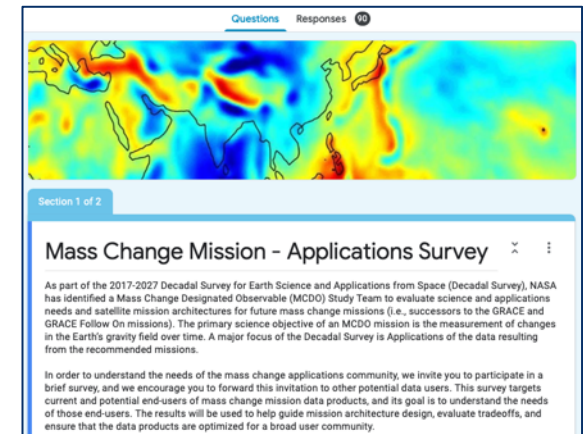 Questions Responses 90
Section 1 of 2
Mass Change Mission - Applications Survey
As part of the 2017-2027 Decadal Survey for Earth Science and Applications from Space (Decadal Survey), NASA
has identified a Mass Change Designated Observable (MCDO) Study Team to evaluate science and applications
needs and satellite mission architectures for future mass change missions (i.e., successors to the GRACE and
GRACE Follow On missions). The primary science objective of an MCDO mission is the measurement of changes
in the Earth's gravity field over time. A major focus of the Decadal Survey is Applications of the data resulting
from the recommended missions.
In order to understand the needs of the mass change applications community, we invite you to participate in a
brief survey, and we encourage you to forward this invitation to other potential data users. This survey targets
current and potential end-users of mass change mission data products, and its goal is to understand the needs
of those end-users. The results will be used to help guide mission architecture design, evaluate tradeoffs, and
ensure that the data products are optimized for a broad user community.